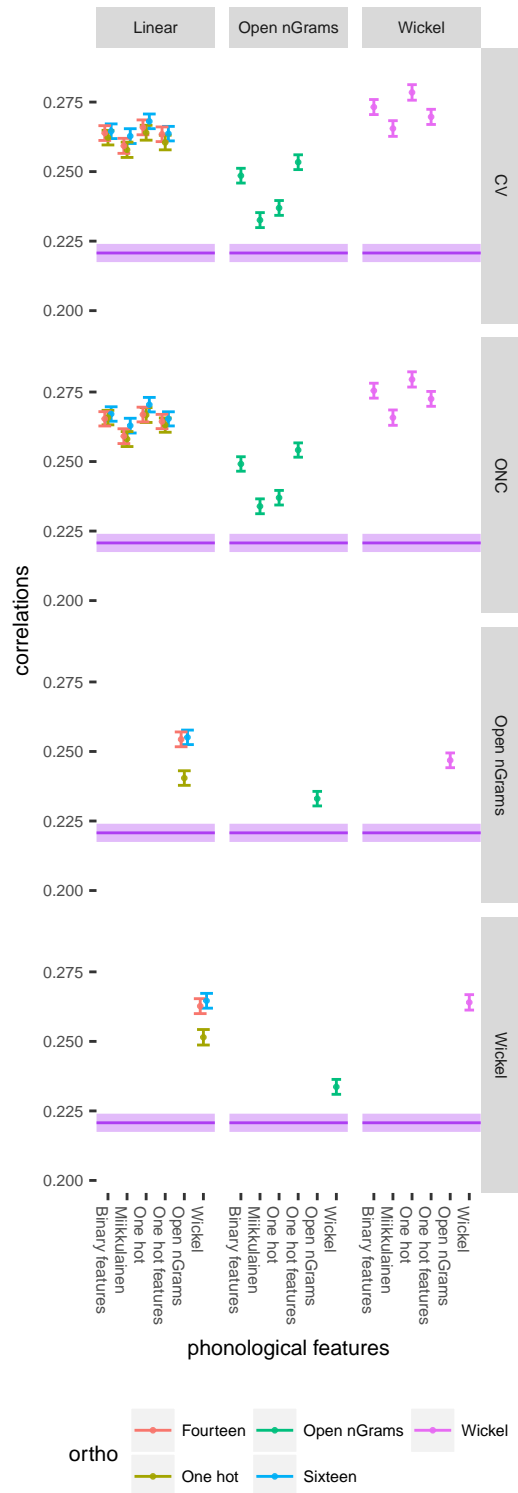 Linear
Open nGrams
Wickel
0.275
0.250
0.225
0.200
CV
0.275
0.250
0.225
0.200
ONC
0.275
0.250
0.225
0.200
Open nGrams
0.275
0.250
0.225
0.200
Wickel
correlations
Binary features
Miikkulainen
One hot
One hot features
Open nGrams
Wickel
Binary features
Miikkulainen
One hot
One hot features
Open nGrams
Wickel
Binary features
Miikkulainen
One hot
One hot features
Open nGrams
Wickel
phonological features
ortho
Fourteen
Open nGrams
Wickel
One hot
Sixteen